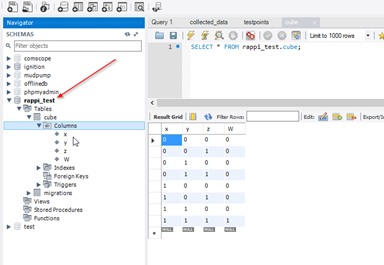 Navigator
SCHEMAS
Filter objects
comscope
ignition
mudpump
offlinedb
phpmyadmin
rappi_test
Tables
cube
Columns
x
y
z
W
Indexes
Foreign Keys
Triggers
migrations
Views
Stored Procedures
Functions
test
Query 1 collected_data testpoints cube
Limit to 1000 rows
1 SELECT * FROM rappi_test.cube;
Result Grid Filter Rows: Edit: Export/Im
x y z W
0 0 0 0
0 0 1 0
0 1 0 0
0 1 1 0
1 0 0 0
1 0 1 0
1 1 0 0
1 1 1 1
NULL NULL NULL NULL